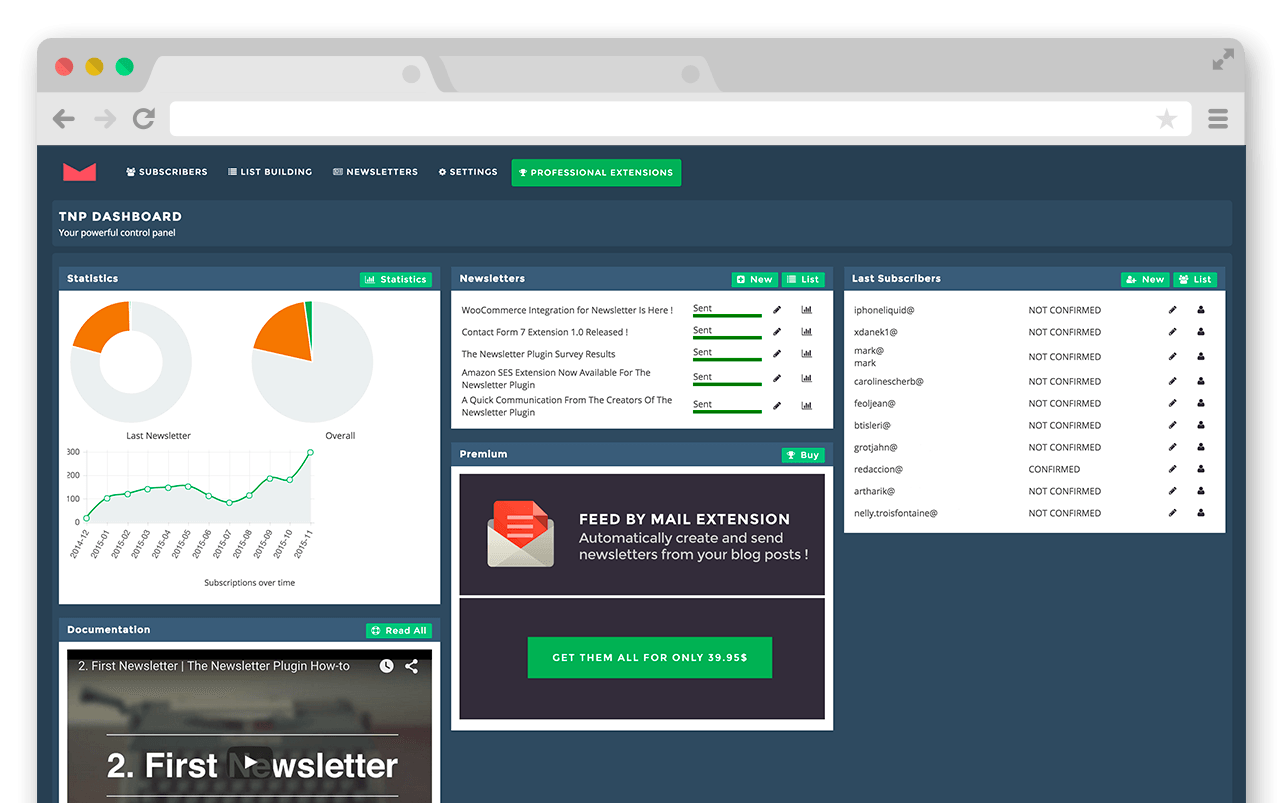 SUBSCRIBERS
LIST BUILDING
NEWSLETTERS
SETTINGS
PROFESSIONAL EXTENSIONS
TNP DASHBOARD
Your powerful control panel
Statistics
Statistics
Last Newsletter
Overall
300
200
100
0
2014-12
2015-01
2015-02
2015-03
2015-04
2015-05
2015-06
2015-07
2015-08
2015-09
2015-10
2015-11
Subscriptions over time
Documentation
Read All
2. First Newsletter | The Newsletter Plugin How-to
2. First Newsletter
Newsletters
New
List
WooCommerce Integration for Newsletter Is Here !
Sent
Contact Form 7 Extension 1.0 Released !
Sent
The Newsletter Plugin Survey Results
Sent
Amazon SES Extension Now Available For The
Newsletter Plugin
Sent
A Quick Communication From The Creators Of The
Newsletter Plugin
Sent
Premium
Buy
FEED BY MAIL EXTENSION
Automatically create and send
newsletters from your blog posts !
GET THEM ALL FOR ONLY 39.95$
Last Subscribers
New
List
iphoneliquid@ NOT CONFIRMED
xdanek1@ NOT CONFIRMED
mark@
mark
NOT CONFIRMED
carolinescherb@ NOT CONFIRMED
feoljean@ NOT CONFIRMED
btisleri@ NOT CONFIRMED
grotjahn@ NOT CONFIRMED
redaccion@ CONFIRMED
artharik@ NOT CONFIRMED
nelly.troisfontaine@ NOT CONFIRMED